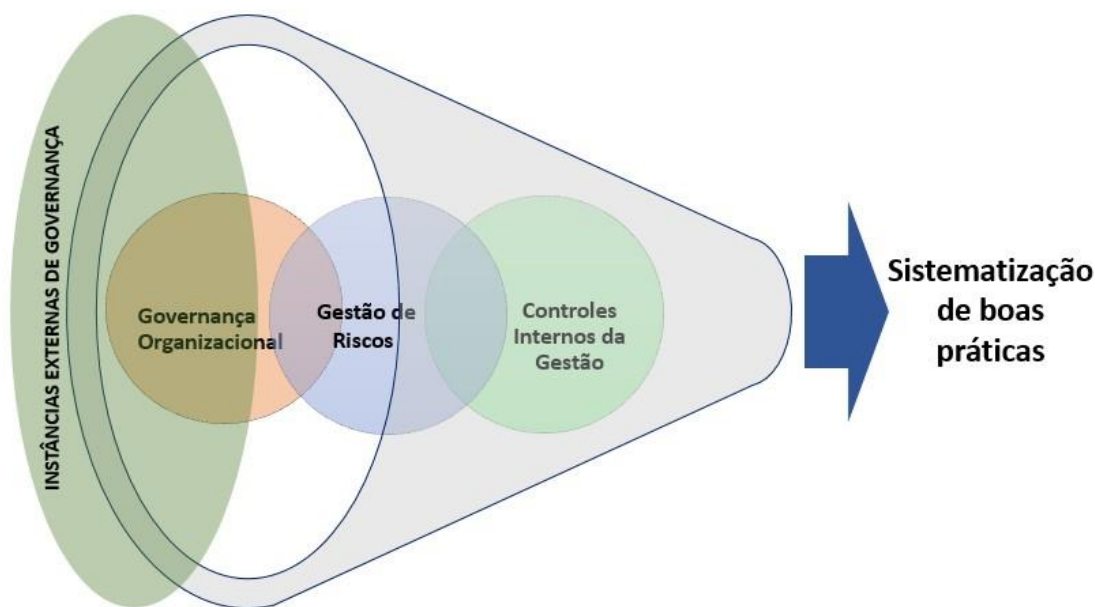 INSTÂNCIAS EXTERNAS DE GOVERNANÇA
Governança
Organizacional
Gestão de
Riscos
Controles
Internos da
Gestão
Sistematização
de boas
práticas